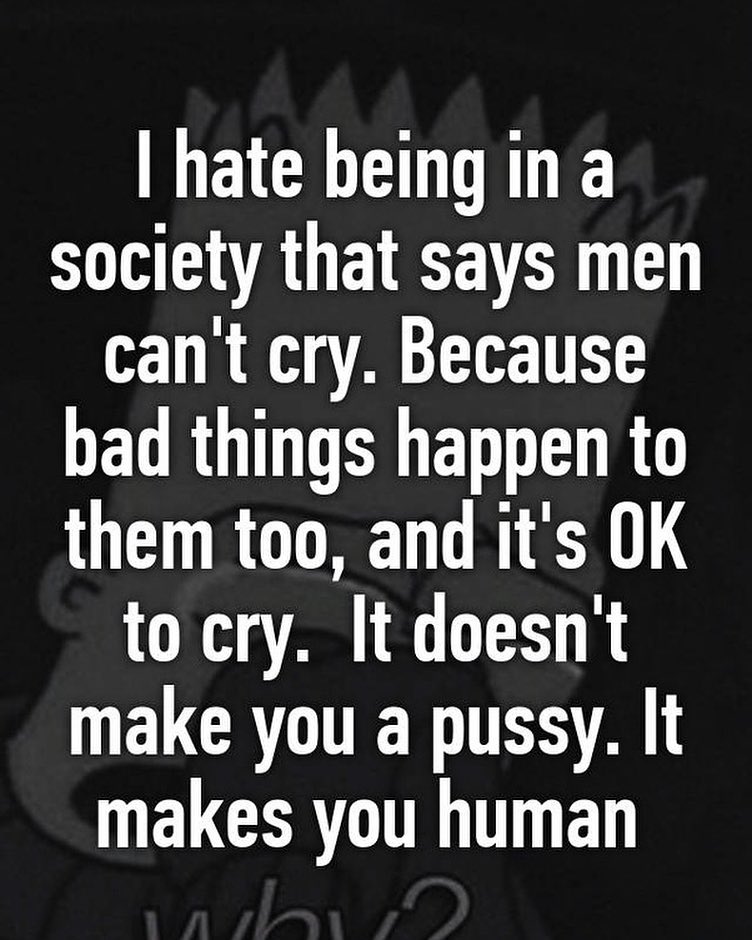 I hate being in a
society that says men
can't cry. Because
bad things happen to
them too, and it's OK
to cry.  It doesn't
make you a pussy. It
makes you human
why?